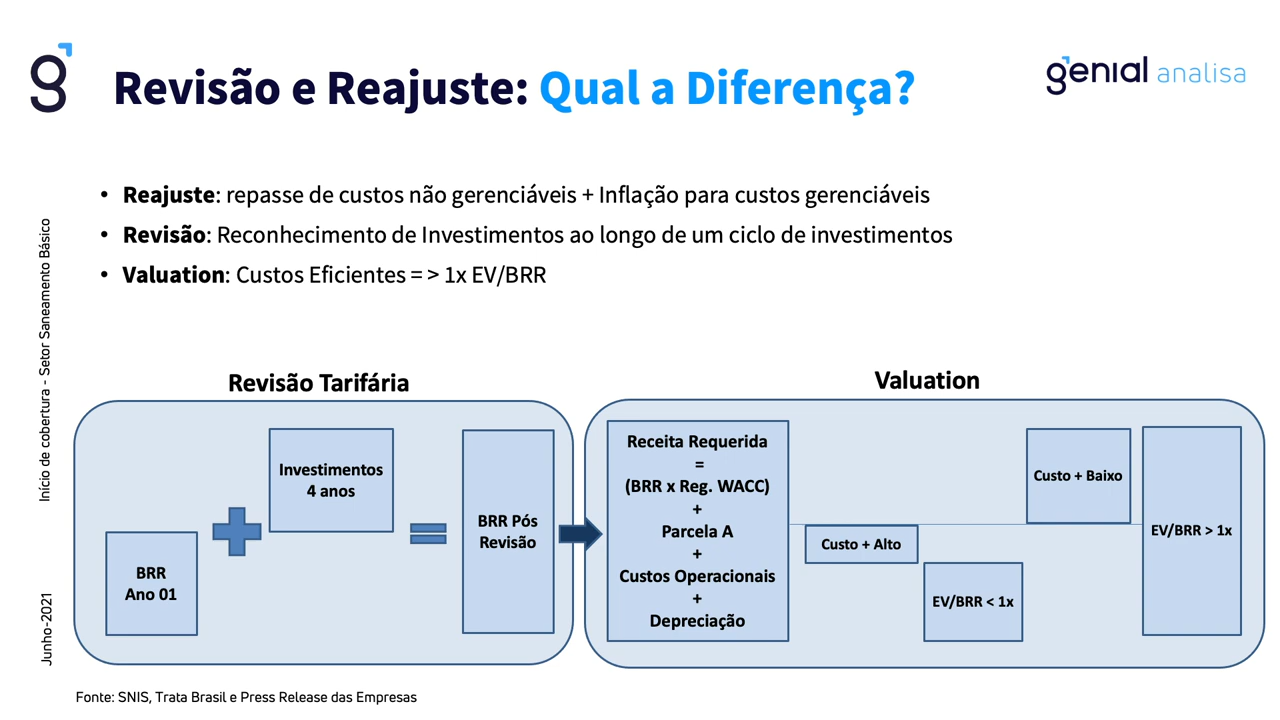 g
Revisão e Reajuste: Qual a Diferença?
genial analisa
• Reajuste: repasse de custos não gerenciáveis + Inflação para custos gerenciáveis
• Revisão: Reconhecimento de Investimentos ao longo de um ciclo de investimentos
• Valuation: Custos Eficientes = > 1x EV/BRR
Início de cobertura - Setor Saneamento Básico
Junho-2021
Revisão Tarifária
BRR
Ano 01
Investimentos
4 anos
BRR Pós
Revisão
Valuation
Receita Requerida
=
(BRR x Reg. WACC)
+
Parcela A
+
Custos Operacionais
+
Depreciação
Custo + Alto
EV/BRR < 1x
Custo + Baixo
EV/BRR > 1x
Fonte: SNIS, Trata Brasil e Press Release das Empresas